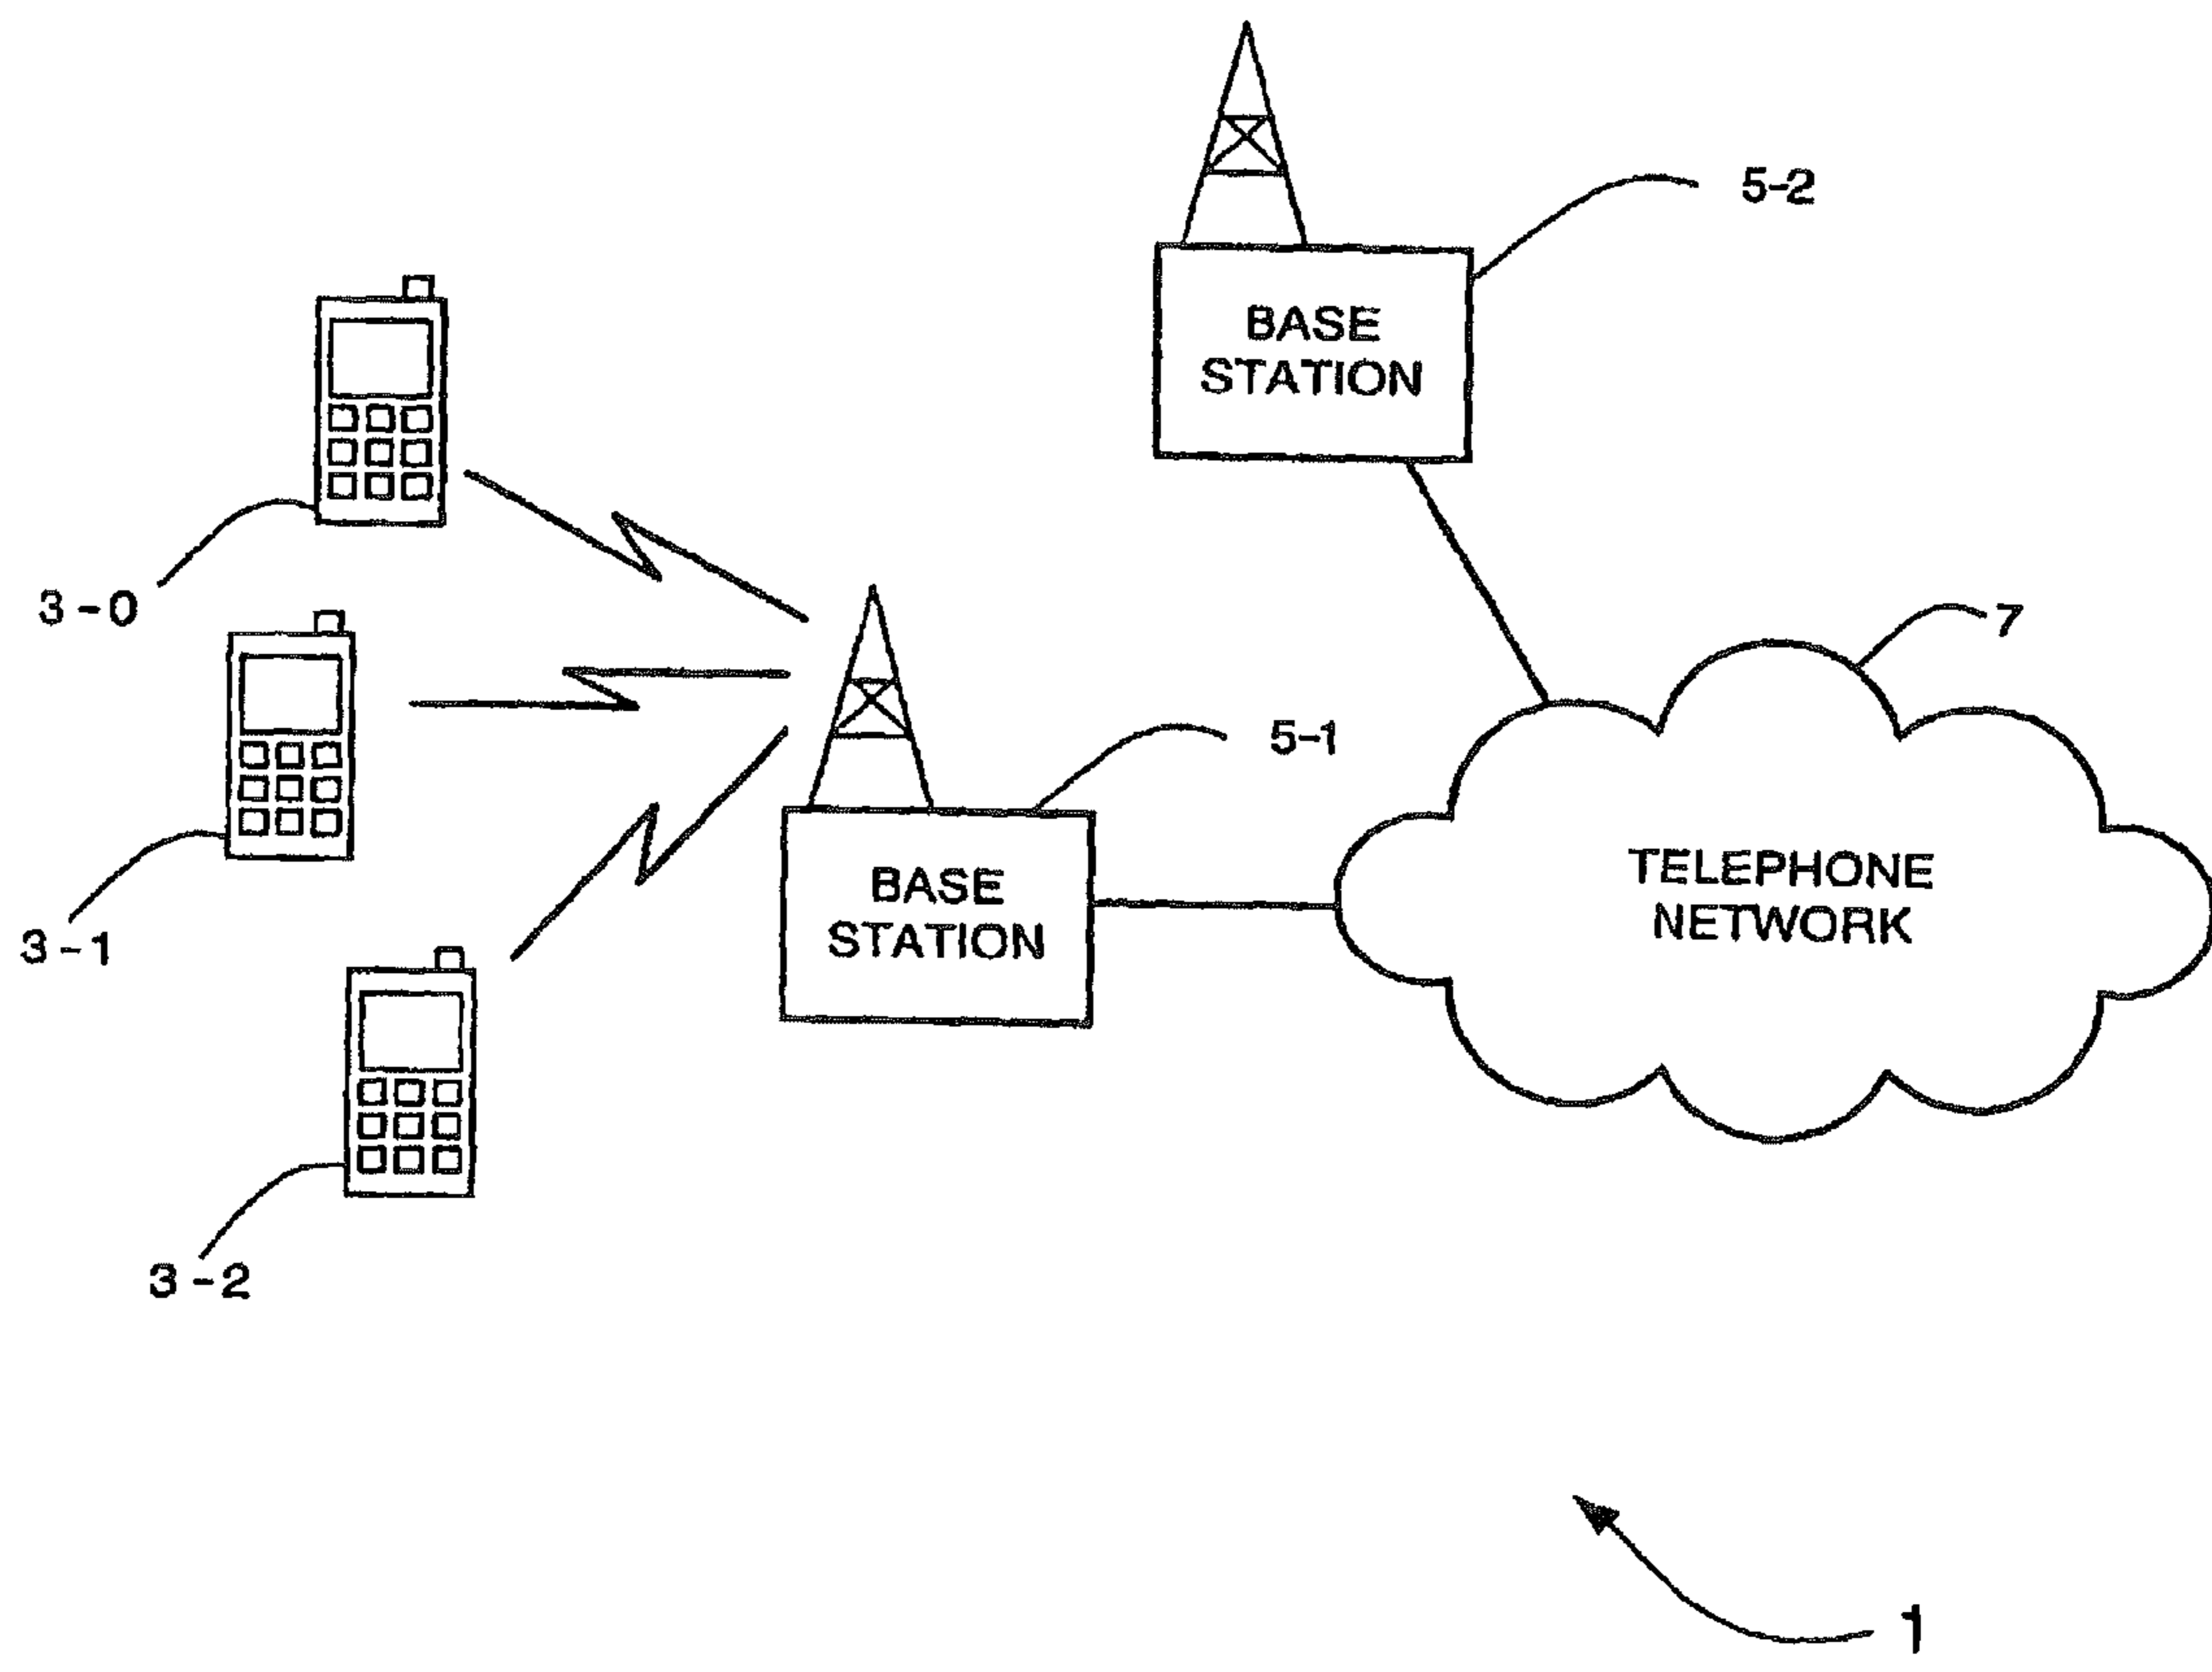 5-2
BASE
STATION
3-0
7
5-1
TELEPHONE
NETWORK
BASE
STATION
3-1
3-2
1